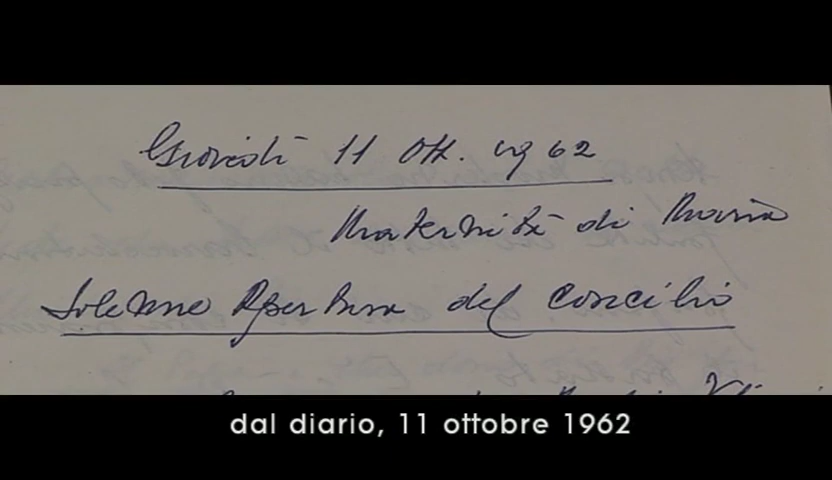 Giovedì 11 Ott. 1962
Maternità di Maria
Solenne Apertura del Concilio
dal diario, 11 ottobre 1962